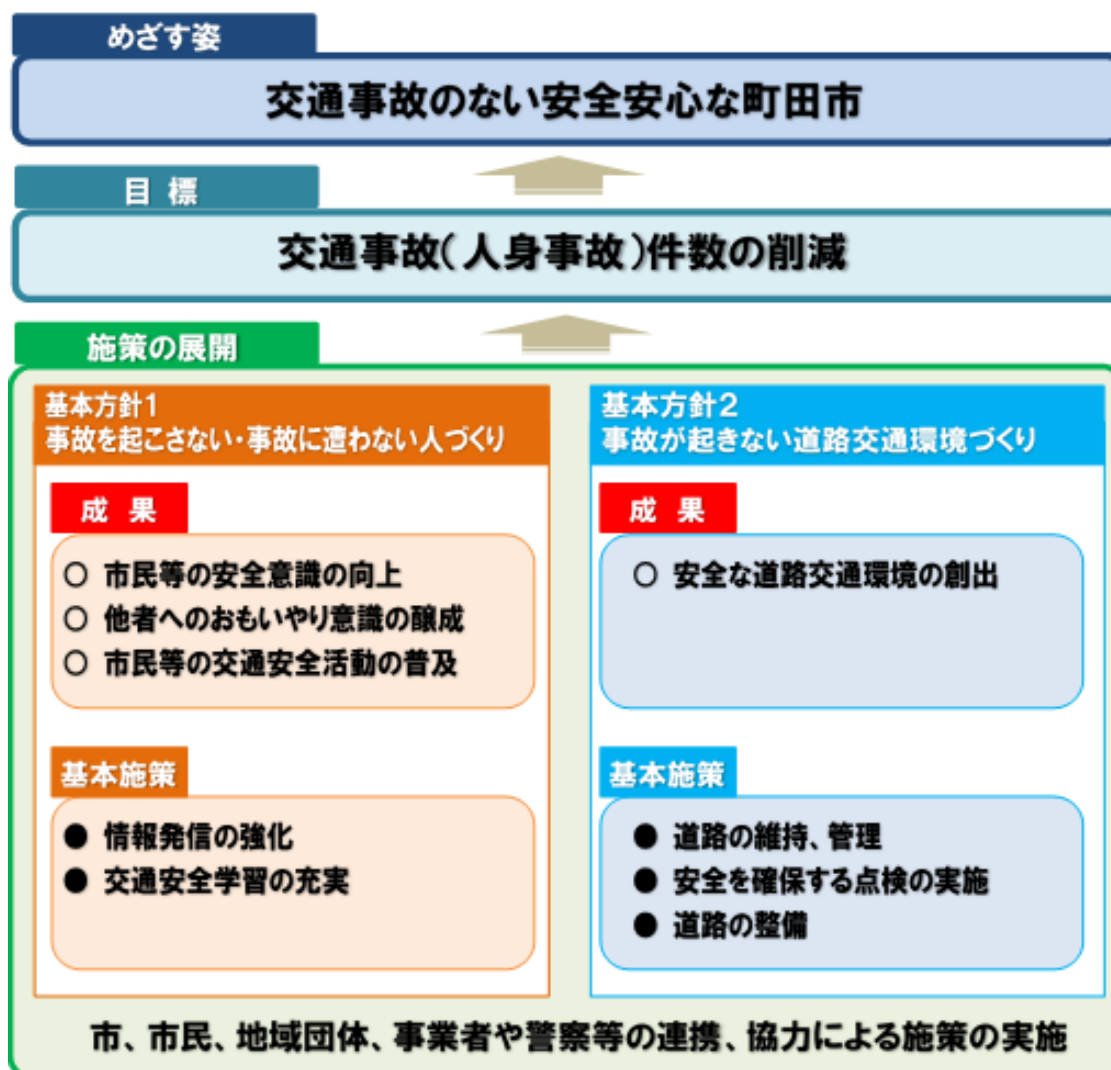 めざす姿
交通事故のない安全安心な町田市
目 標
交通事故(人身事故)件数の削減
施策の展開
基本方針1
事故を起こさない・事故に遭わない人づくり
成 果
○ 市民等の安全意識の向上
○ 他者へのおもいやり意識の醸成
○ 市民等の交通安全活動の普及
基本施策
● 情報発信の強化
● 交通安全学習の充実
基本方針2
事故が起きない道路交通環境づくり
成 果
○ 安全な道路交通環境の創出
基本施策
● 道路の維持、管理
● 安全を確保する点検の実施
● 道路の整備
市、市民、地域団体、事業者や警察等の連携、協力による施策の実施